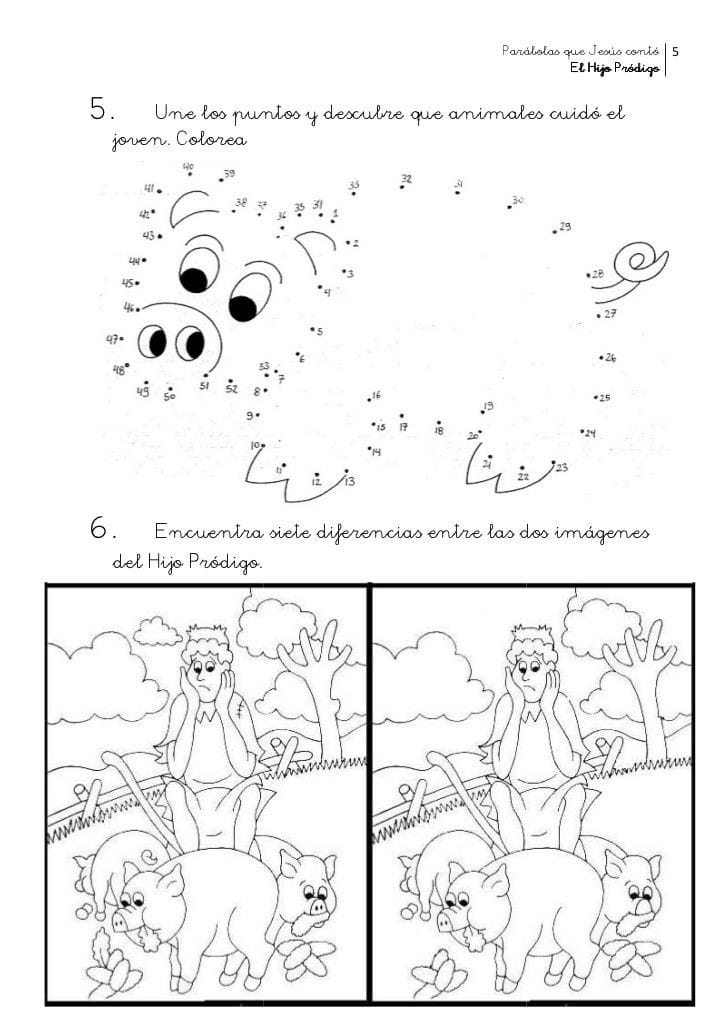 Parábolas que Jesús contó 5
El Hijo Pródigo
5. Une los puntos y descubre que animales cuidó el
joven. Colorea
40 39
41 33 32 31 30
42 38 37 36 35 34 1
43 2 29
44 3 28
45 4
46 27
47 5
48 6 26
49 50 51 52 53 7 8 16 25
9 15 17 18 19 20 24
10 14
11 12 13 21 22 23
6. Encuentra siete diferencias entre las dos imágenes
del Hijo Pródigo.